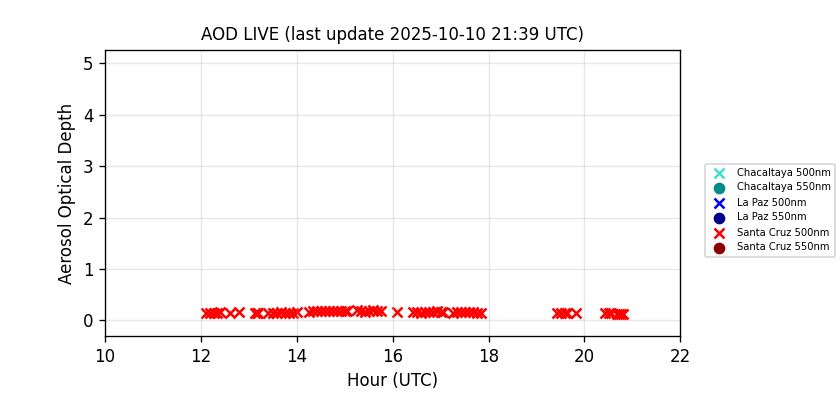 AOD LIVE (last update 2025-10-10 21:39 UTC)
5
4
3
2
1
0
Aerosol Optical Depth
10 12 14 16 18 20 22
Hour (UTC)
Chacaltaya 500nm
Chacaltaya 550nm
La Paz 500nm
La Paz 550nm
Santa Cruz 500nm
Santa Cruz 550nm